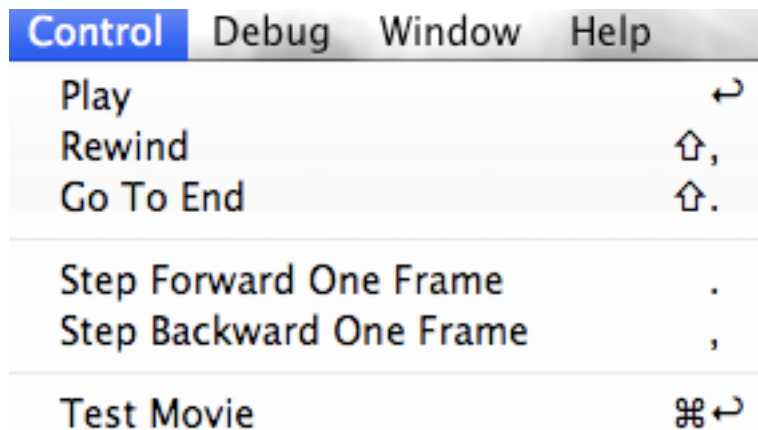 Control Debug Window Help
Play ↩
Rewind ⇧,
Go To End ⇧.
Step Forward One Frame .
Step Backward One Frame ,
Test Movie ⌘↩